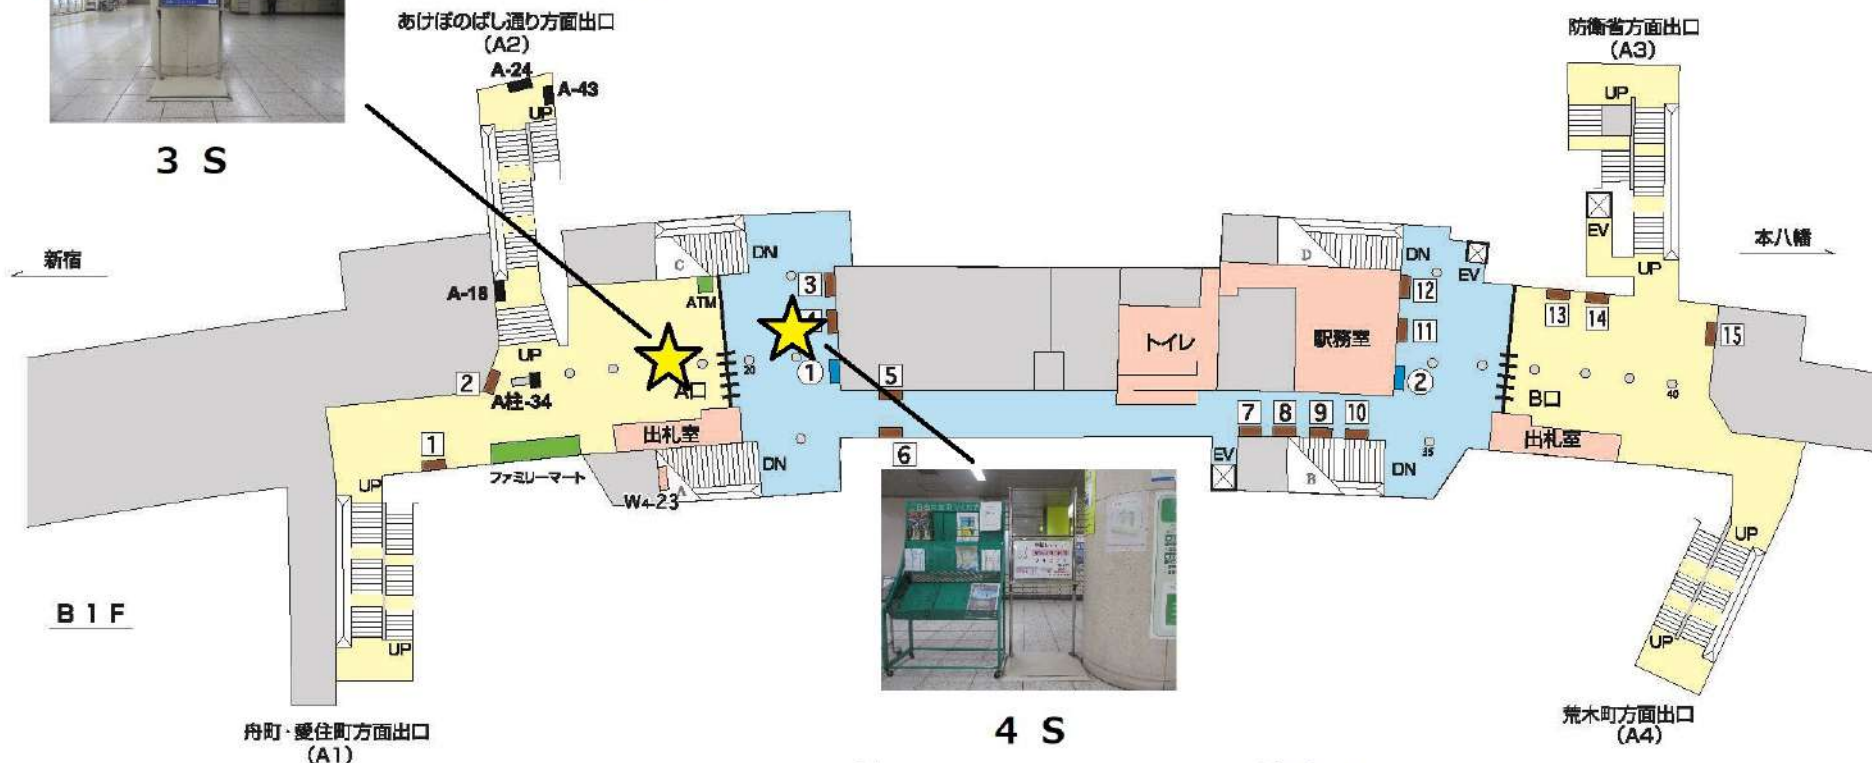 あけぼのばし通り方面出口
(A2)
A-24
A-43
UP
3 S
防衛省方面出口
(A3)
UP
新宿
本八幡
A-18
C
DN
D
DN
EV
EV
UP
ATM
3
12
13
14
15
UP
2
A柱-34
A口
20
1
5
11
トイレ
駅務室
2
B口
40
1
出札室
ファミリーマート
W4-23
A
DN
6
7
8
9
10
EV
B
DN
35
出札室
UP
UP
B1F
UP
UP
舟町・愛住町方面出口
(A1)
4 S
荒木町方面出口
(A4)